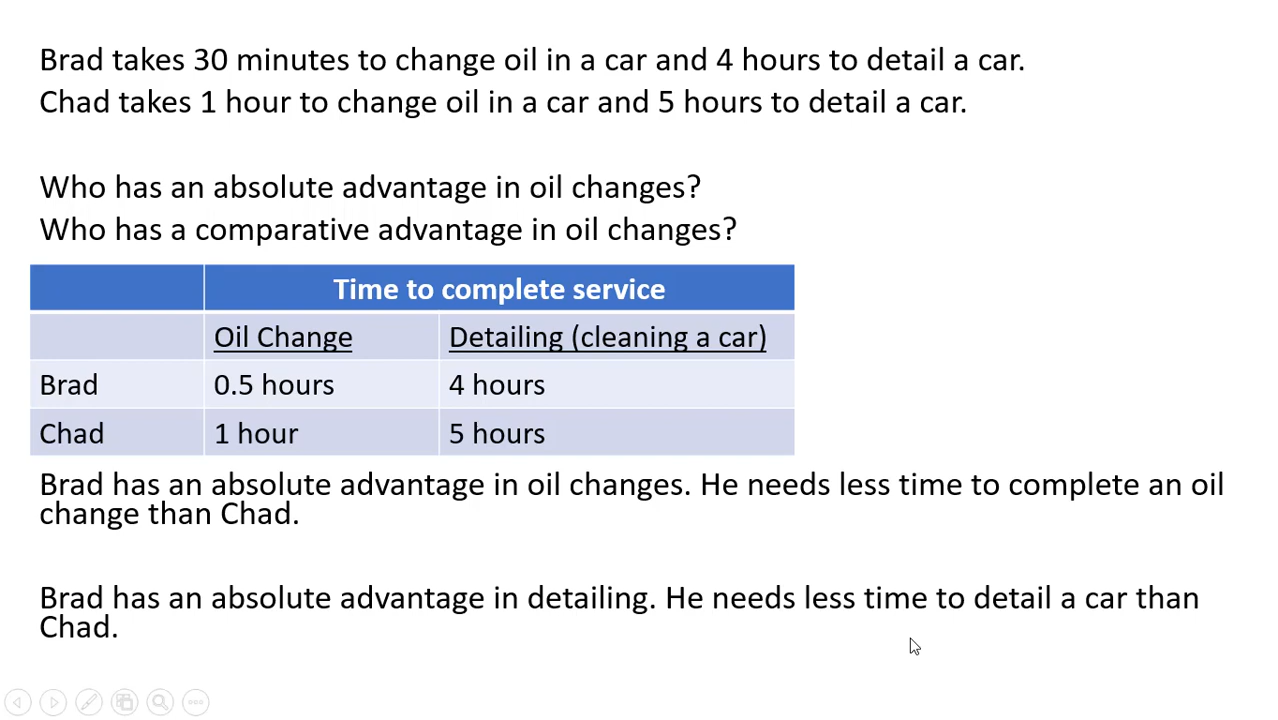 Brad takes 30 minutes to change oil in a car and 4 hours to detail a car.
Chad takes 1 hour to change oil in a car and 5 hours to detail a car.
Who has an absolute advantage in oil changes?
Who has a comparative advantage in oil changes?
Time to complete service
Oil Change Detailing (cleaning a car)
Brad 0.5 hours 4 hours
Chad 1 hour 5 hours
Brad has an absolute advantage in oil changes. He needs less time to complete an oil
change than Chad.
Brad has an absolute advantage in detailing. He needs less time to detail a car than
Chad.